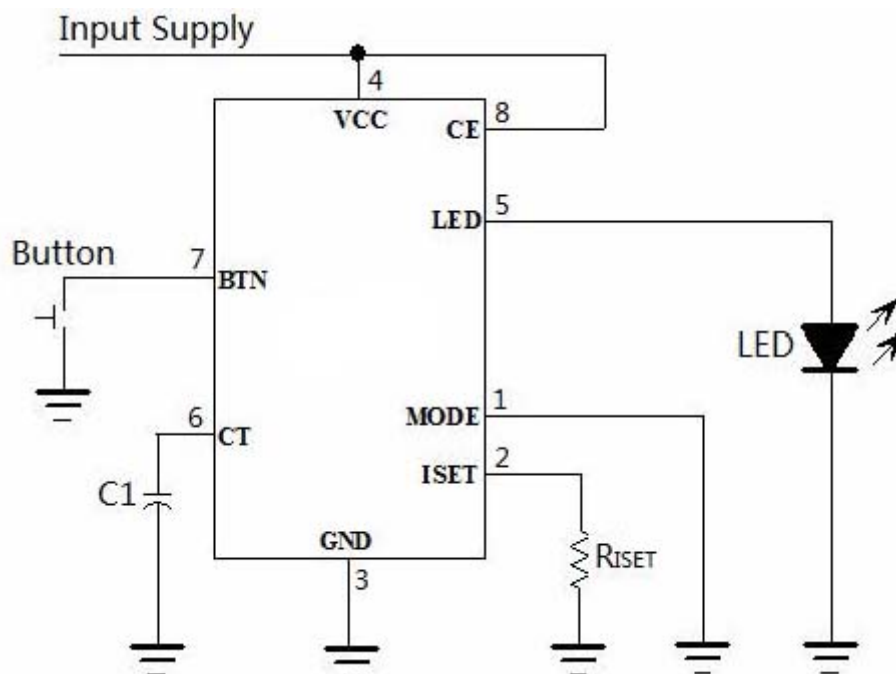 Input Supply
4
VCC
8
CE
5
LED
Button
7
BTN
LED
1
MODE
6
CT
2
ISET
C1
GND
RISET
3